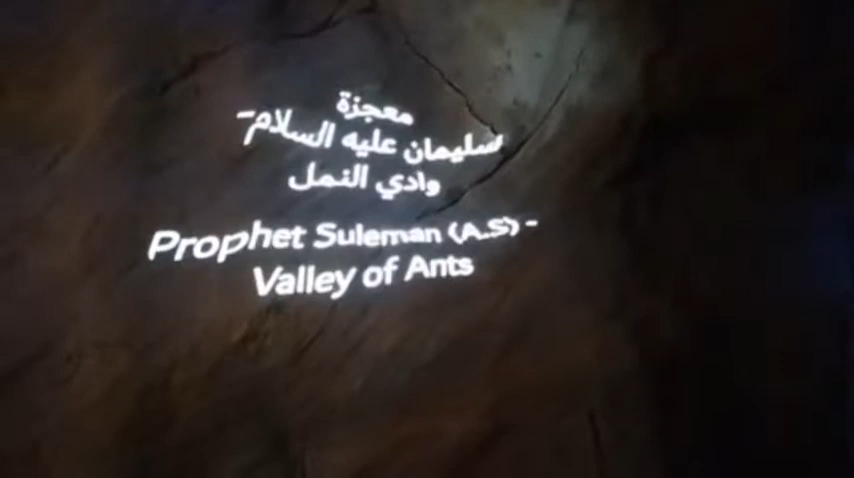 معجزة
سليمان عليه السلام-
وادي النمل
Prophet Suleman (A.S) -
Valley of Ants